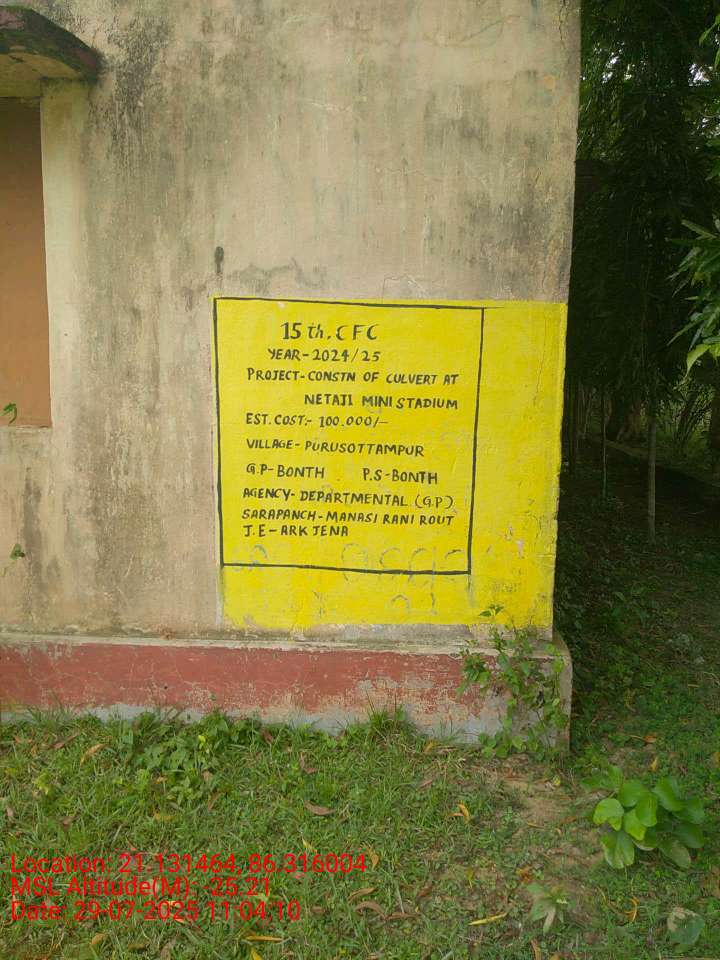 15 th. CFC
YEAR-2024/25
PROJECT-CONSTN OF CULVERT AT
NETAJI MINI STADIUM
EST. COST:- 100.000/-
VILLAGE- PURUSOTTAMPUR
G.P-BONTH P.S-BONTH
AGENCY- DEPARTMENTAL (G.P)
SARAPANCH-MANASI RANI ROUT
J.E-ARK JENA
Location: 21.131464, 86.316004
MSL Altitude(M): -25.21
Date: 29-07-2025 11:04:10